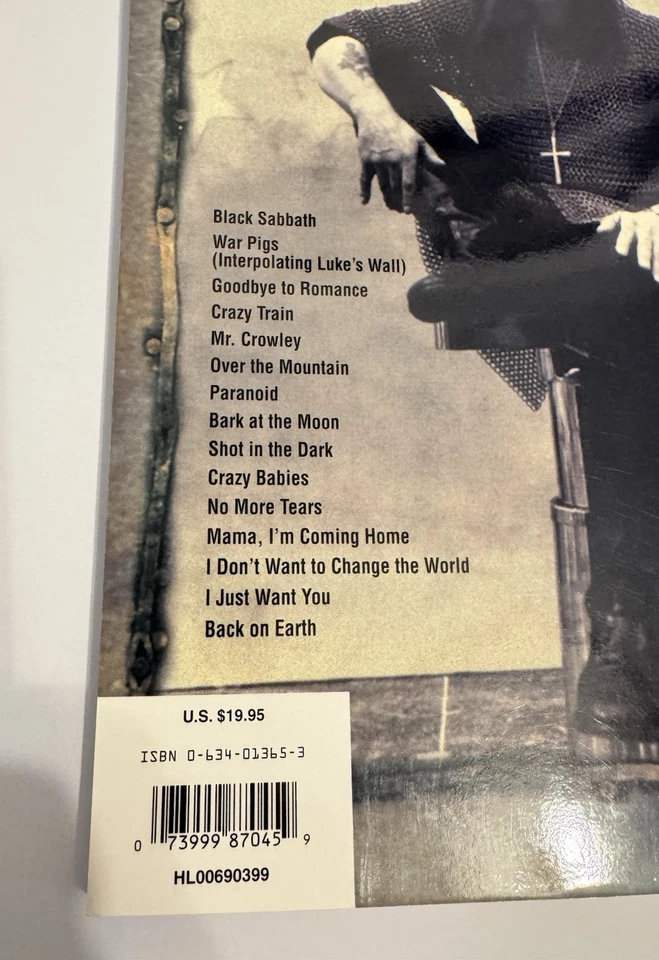 Black Sabbath
War Pigs
(Interpolating Luke's Wall)
Goodbye to Romance
Crazy Train
Mr. Crowley
Over the Mountain
Paranoid
Bark at the Moon
Shot in the Dark
Crazy Babies
No More Tears
Mama, I'm Coming Home
I Don't Want to Change the World
I Just Want You
Back on Earth
U.S. $19.95
ISBN 0-634-01365-3
0 73999 87045 9
HL00690399